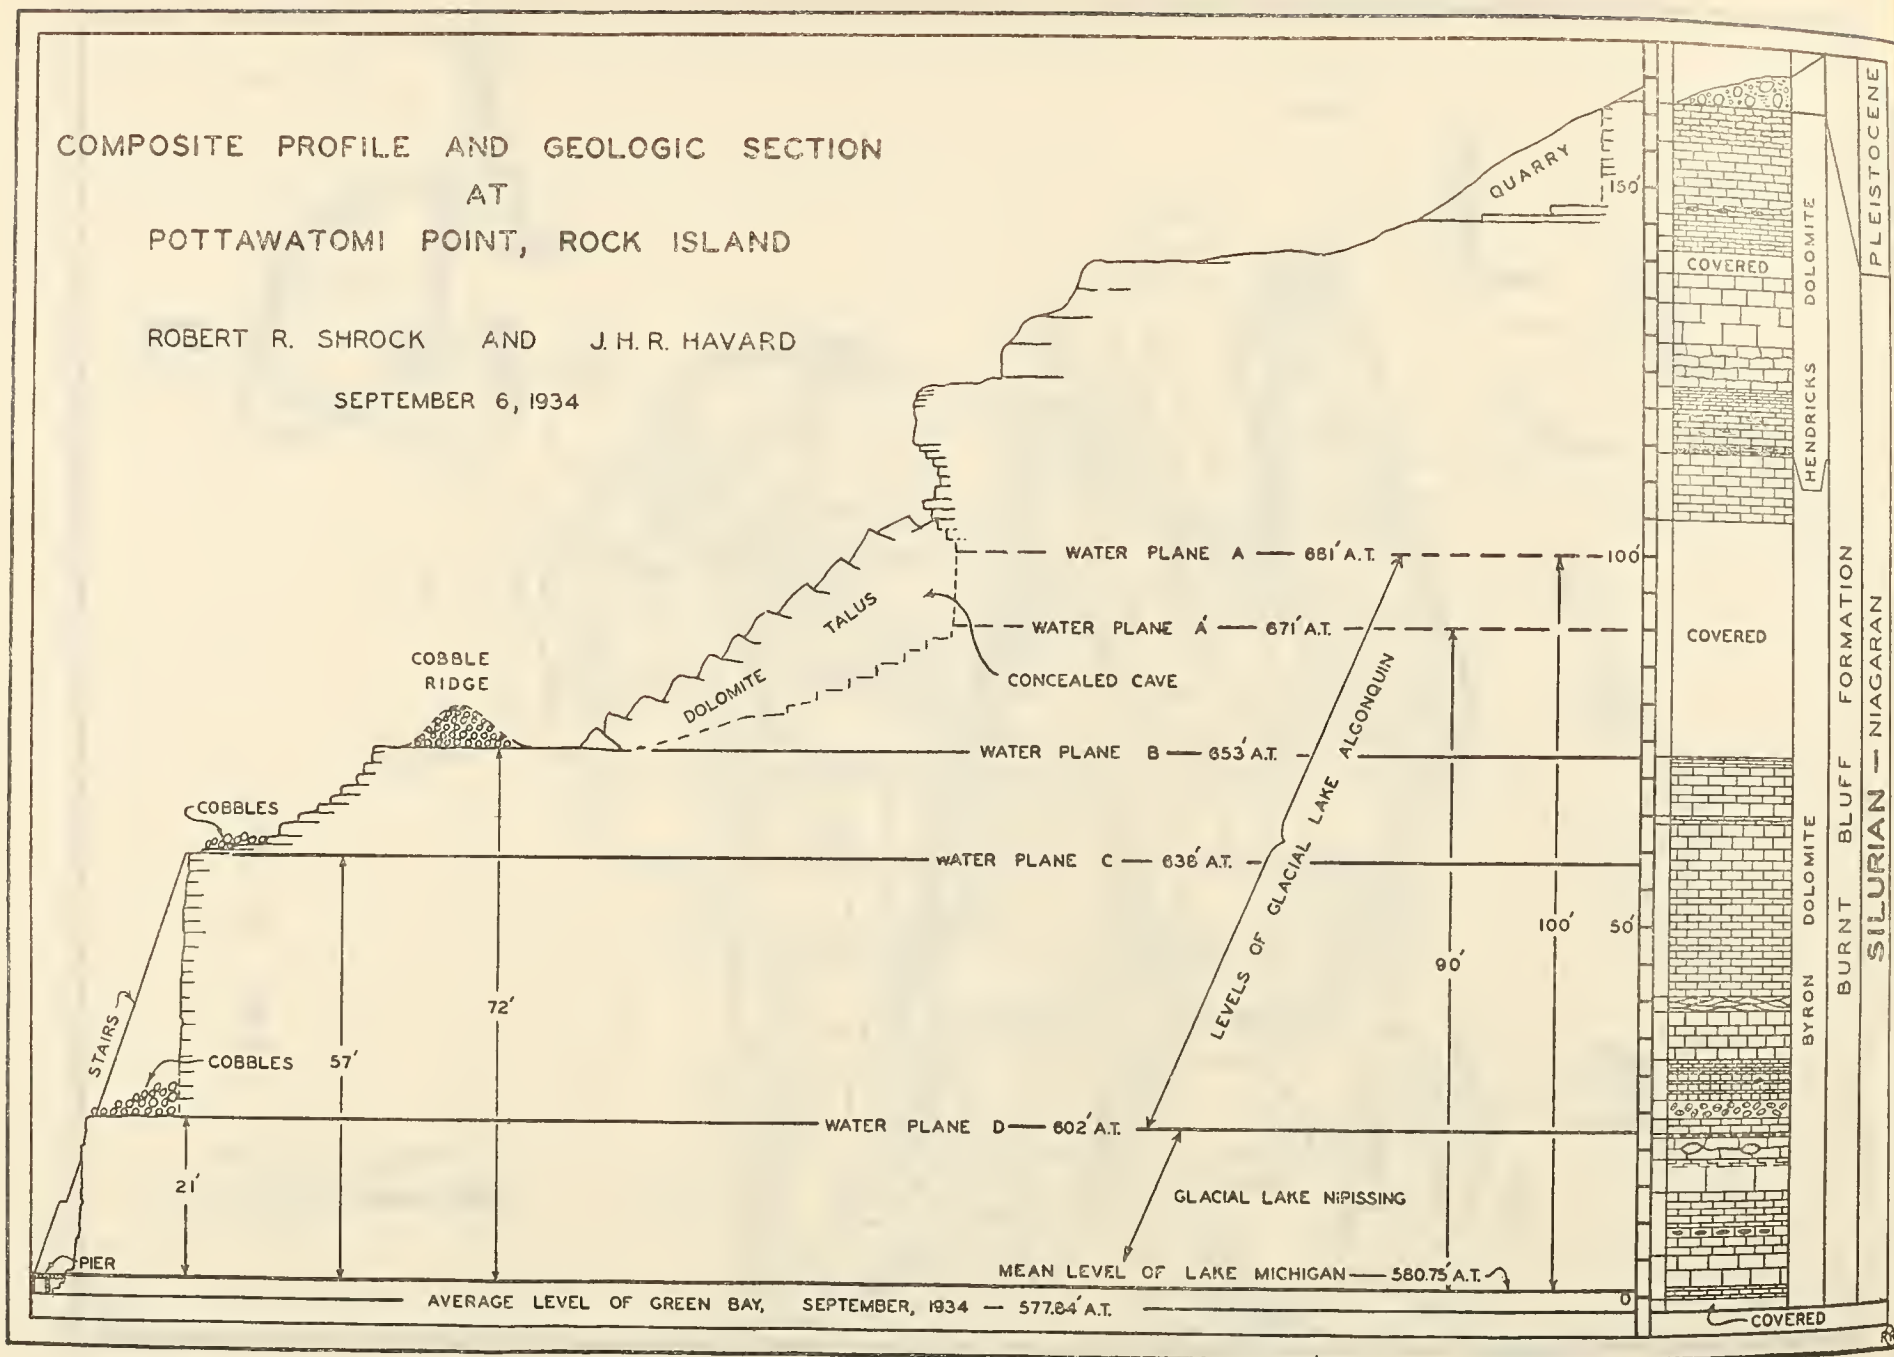 COMPOSITE PROFILE AND GEOLOGIC SECTION
AT
POTTAWATOMI POINT, ROCK ISLAND
ROBERT R. SHROCK AND J. H. R. HAVARD
SEPTEMBER 6, 1934
QUARRY
150'
COVERED
HENDRICKS DOLOMITE
PLEISTOCENE
WATER PLANE A — 681' A.T.
100'
TALUS
WATER PLANE A' — 671' A.T.
COVERED
COBBLE
RIDGE
DOLOMITE
CONCEALED CAVE
WATER PLANE B — 653' A.T.
COBBLES
WATER PLANE C — 638' A.T.
LEVELS OF GLACIAL LAKE ALGONQUIN
100'
50'
90'
72'
STAIRS
COBBLES
57'
WATER PLANE D — 602' A.T.
21'
GLACIAL LAKE NIPISSING
PIER
MEAN LEVEL OF LAKE MICHIGAN — 580.75' A.T.
AVERAGE LEVEL OF GREEN BAY, SEPTEMBER, 1934 — 577.84' A.T.
0
COVERED
BYRON DOLOMITE
BURNT BLUFF FORMATION
SILURIAN — NIAGARAN